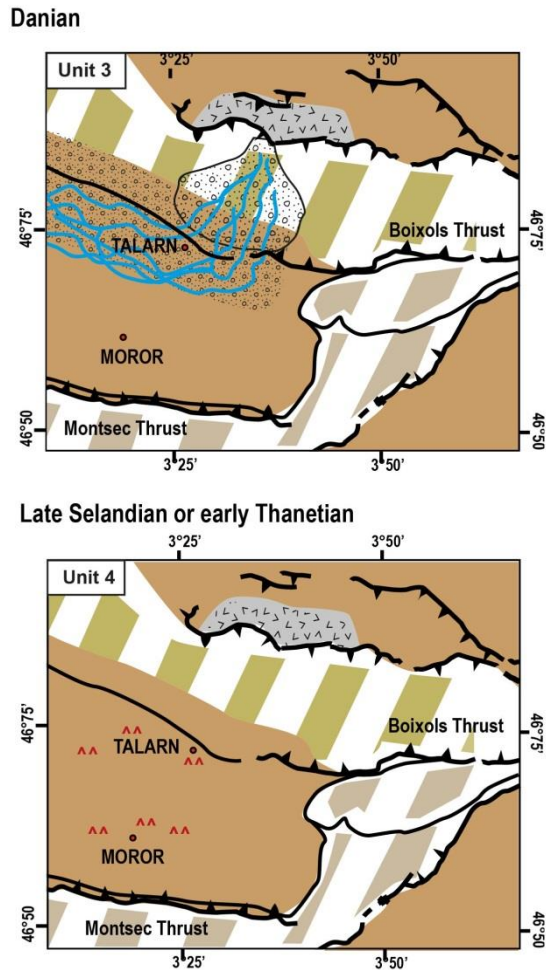 Danian
Unit 3
3°25' 3°50'
46°75'
46°75'
Boixols Thrust
TALARN
MOROR
46°50
46°50
Montsec Thrust
3°25' 3°50'
Late Selandian or early Thanetian
3°25' 3°50'
Unit 4
46°75'
46°75'
Boixols Thrust
TALARN
MOROR
46°50
46°50
Montsec Thrust
3°25' 3°50'